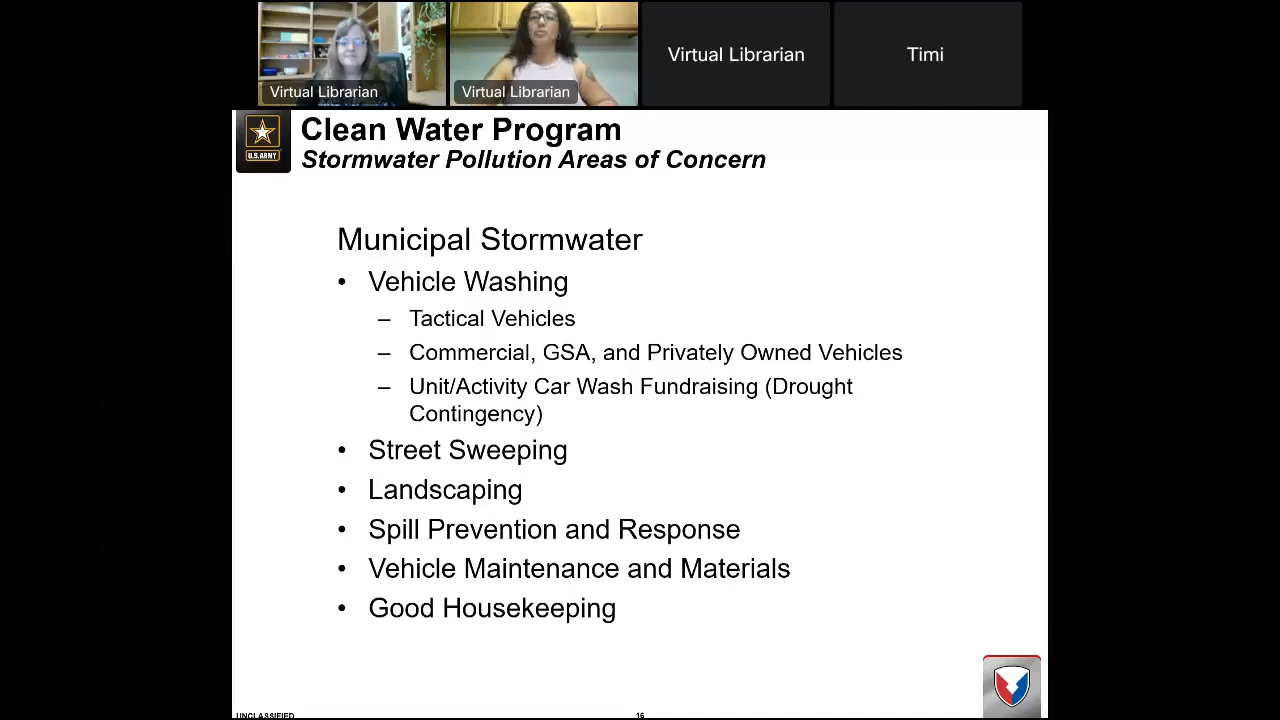 Virtual Librarian
Virtual Librarian
Virtual Librarian
Timi
U.S. ARMY
Clean Water Program
Stormwater Pollution Areas of Concern
Municipal Stormwater
• Vehicle Washing
– Tactical Vehicles
– Commercial, GSA, and Privately Owned Vehicles
– Unit/Activity Car Wash Fundraising (Drought
Contingency)
• Street Sweeping
• Landscaping
• Spill Prevention and Response
• Vehicle Maintenance and Materials
• Good Housekeeping
UNCLASSIFIED
16